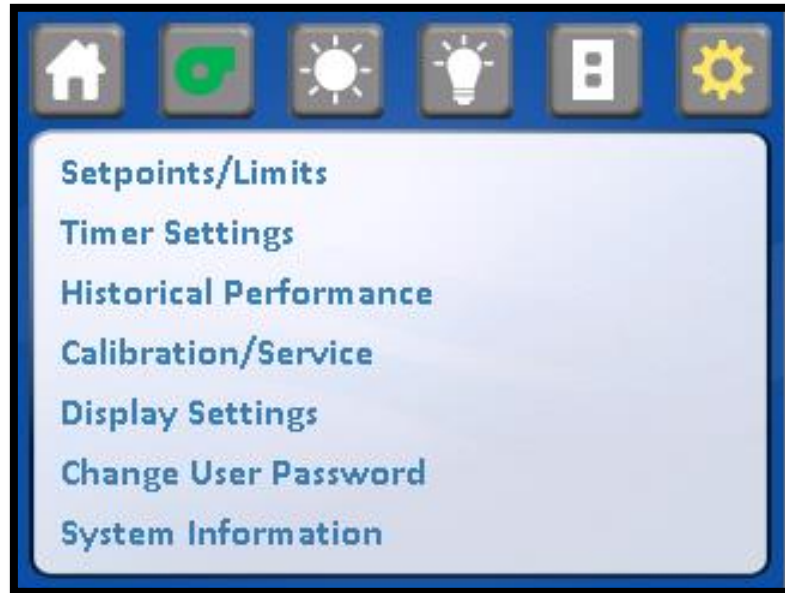 Setpoints/Limits
Timer Settings
Historical Performance
Calibration/Service
Display Settings
Change User Password
System Information